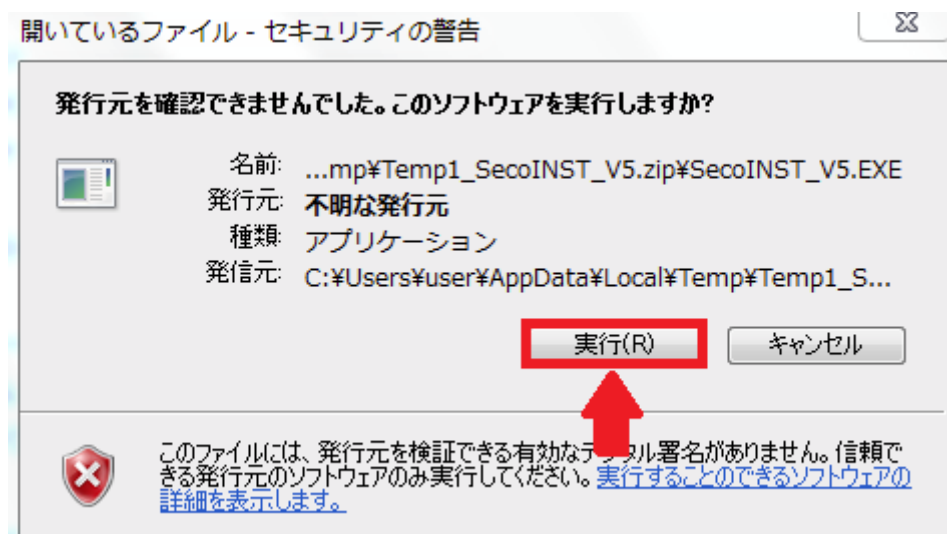 開いているファイル - セキュリティの警告
発行元を確認できませんでした。このソフトウェアを実行しますか?
名前: ...mp¥Temp1_SecoINST_V5.zip¥SecoINST_V5.EXE
発行元: 不明な発行元
種類: アプリケーション
発信元: C:¥Users¥user¥AppData¥Local¥Temp¥Temp1_S...
実行(R) キャンセル
このファイルには、発行元を検証できる有効なデジタル署名がありません。信頼で
きる発行元のソフトウェアのみ実行してください。実行することのできるソフトウェアの
詳細を表示します。